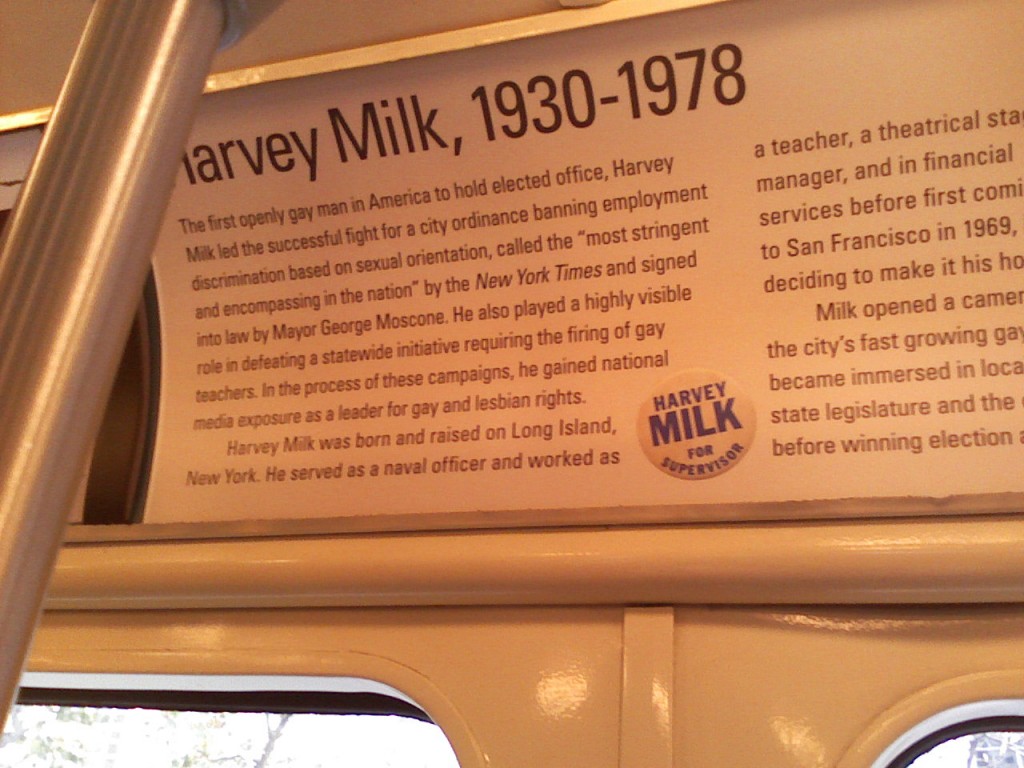 Harvey Milk, 1930-1978
The first openly gay man in America to hold elected office, Harvey
Milk led the successful fight for a city ordinance banning employment
discrimination based on sexual orientation, called the “most stringent
and encompassing in the nation” by the New York Times and signed
into law by Mayor George Moscone. He also played a highly visible
role in defeating a statewide initiative requiring the firing of gay
teachers. In the process of these campaigns, he gained national
media exposure as a leader for gay and lesbian rights.
Harvey Milk was born and raised on Long Island,
New York. He served as a naval officer and worked as
HARVEY
MILK
FOR
SUPERVISOR
a teacher, a theatrical
manager, and in financial
services before first
to San Francisco in 1969,
deciding to make it his
Milk opened a
the city’s fast growing
became immersed in
state legislature and the
before winning election